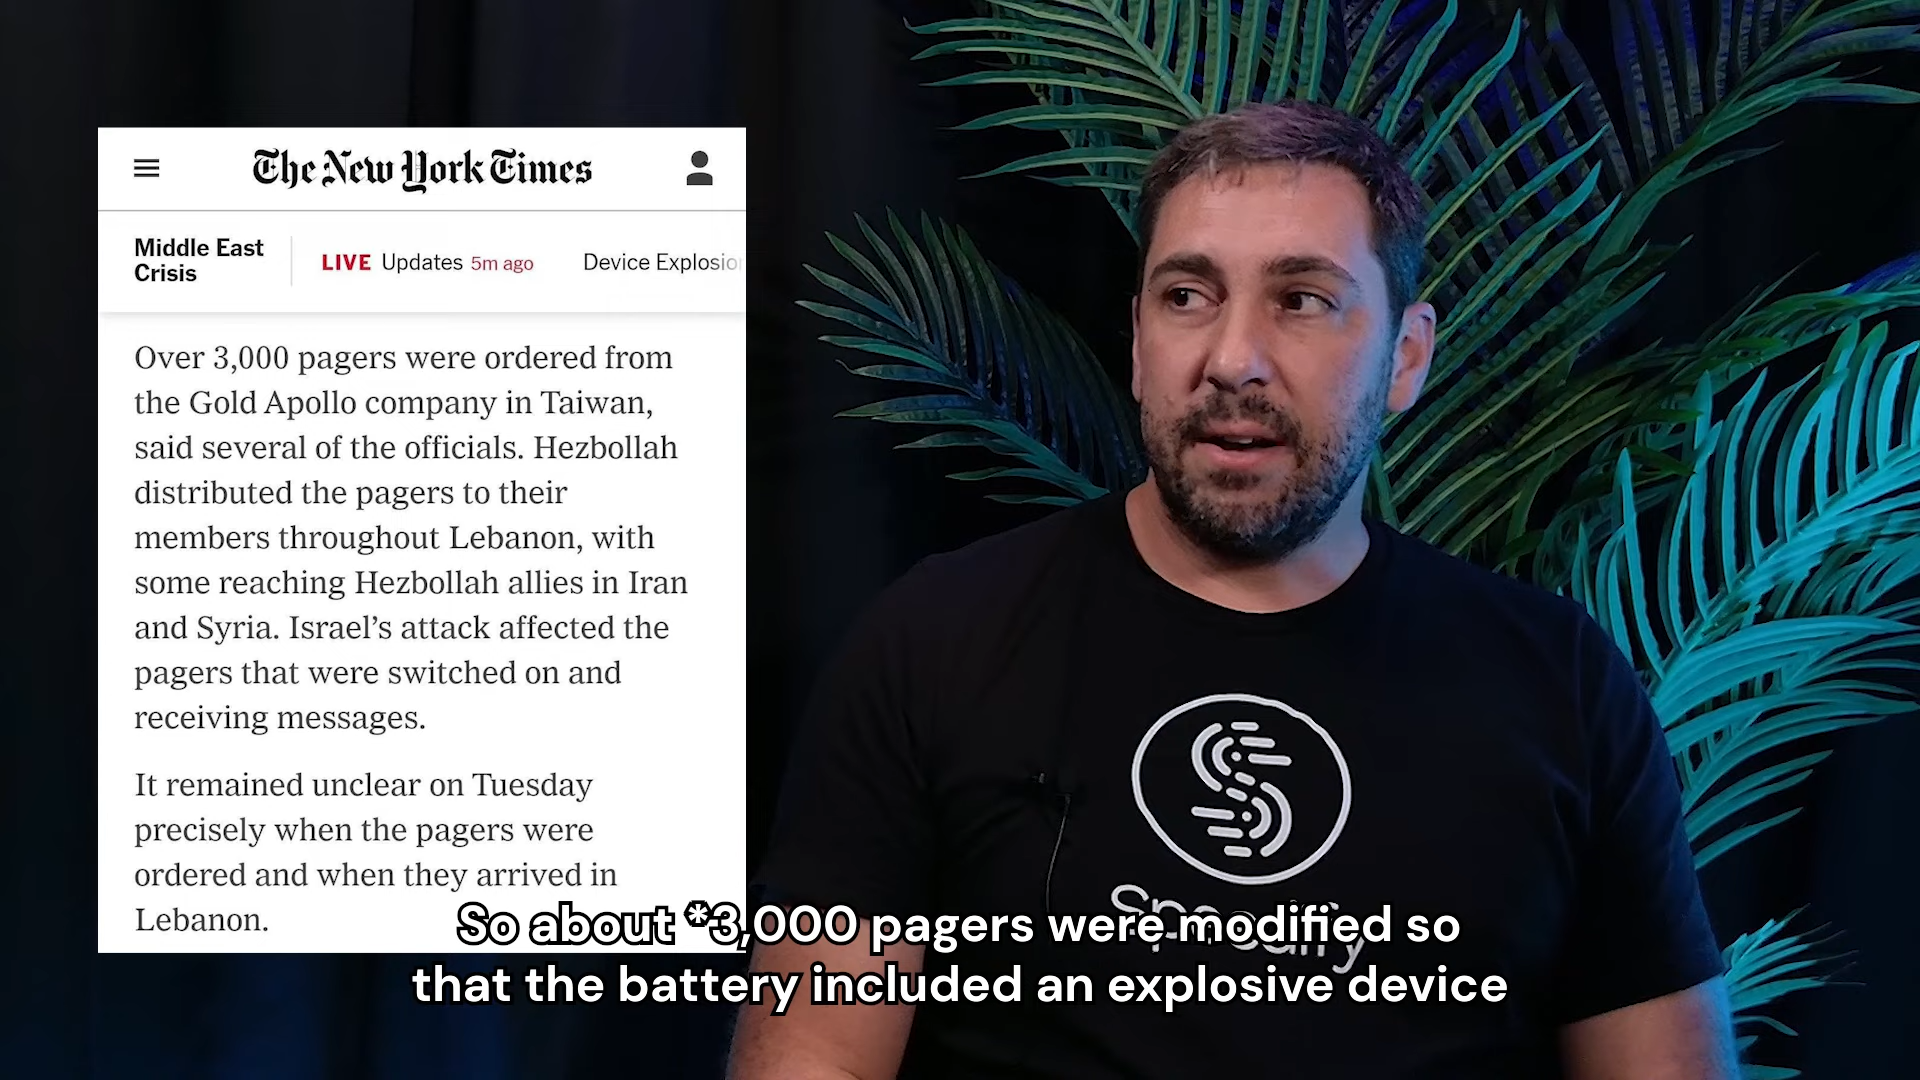 The New York Times
Middle East
Crisis
LIVE Updates 5m ago
Device Explosion
Over 3,000 pagers were ordered from
the Gold Apollo company in Taiwan,
said several of the officials. Hezbollah
distributed the pagers to their
members throughout Lebanon, with
some reaching Hezbollah allies in Iran
and Syria. Israel’s attack affected the
pagers that were switched on and
receiving messages.
It remained unclear on Tuesday
precisely when the pagers were
ordered and when they arrived in
Lebanon.
Speedify
So about *3,000 pagers were modified so
that the battery included an explosive device